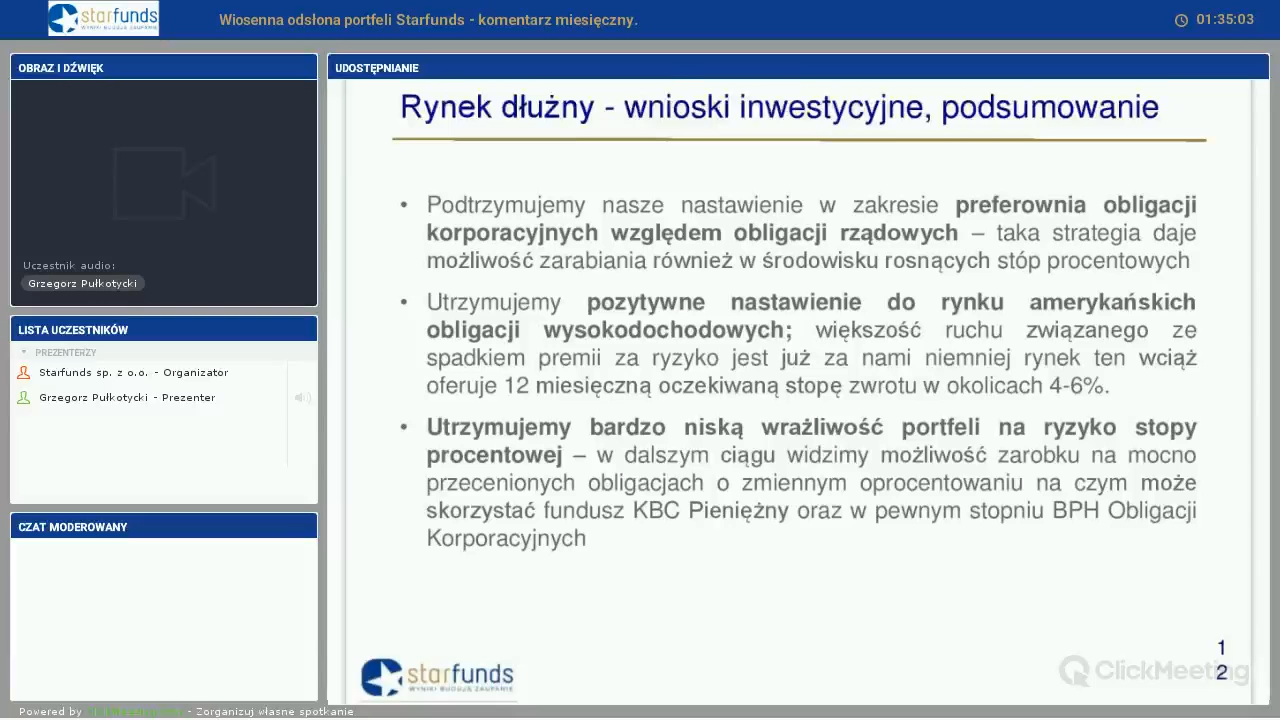 starfunds
WYNIKI BUDUJĄ ZAUFANIE
Wiosenna odsłona portfeli Starfunds - komentarz miesięczny.
01:35:03
OBRAZ I DŹWIĘK
Uczestnik audio:
Grzegorz Pułkotycki
LISTA UCZESTNIKÓW
PREZENTERZY
Starfunds sp. z o.o. - Organizator
Grzegorz Pułkotycki - Prezenter
CZAT MODEROWANY
UDOSTĘPNIANIE
Rynek dłużny - wnioski inwestycyjne, podsumowanie
• Podtrzymujemy nasze nastawienie w zakresie preferownia obligacji
korporacyjnych względem obligacji rządowych – taka strategia daje
możliwość zarabiania również w środowisku rosnących stóp procentowych
• Utrzymujemy pozytywne nastawienie do rynku amerykańskich
obligacji wysokodochodowych; większość ruchu związanego ze
spadkiem premii za ryzyko jest już za nami niemniej rynek ten wciąż
oferuje 12 miesięczną oczekiwaną stopę zwrotu w okolicach 4-6%.
• Utrzymujemy bardzo niską wrażliwość portfeli na ryzyko stopy
procentowej – w dalszym ciągu widzimy możliwość zarobku na mocno
przecenionych obligacjach o zmiennym oprocentowaniu na czym może
skorzystać fundusz KBC Pieniężny oraz w pewnym stopniu BPH Obligacji
Korporacyjnych
starfunds
WYNIKI BUDUJĄ ZAUFANIE
1
2
ClickMeeting
Powered by - Zorganizuj własne spotkanie